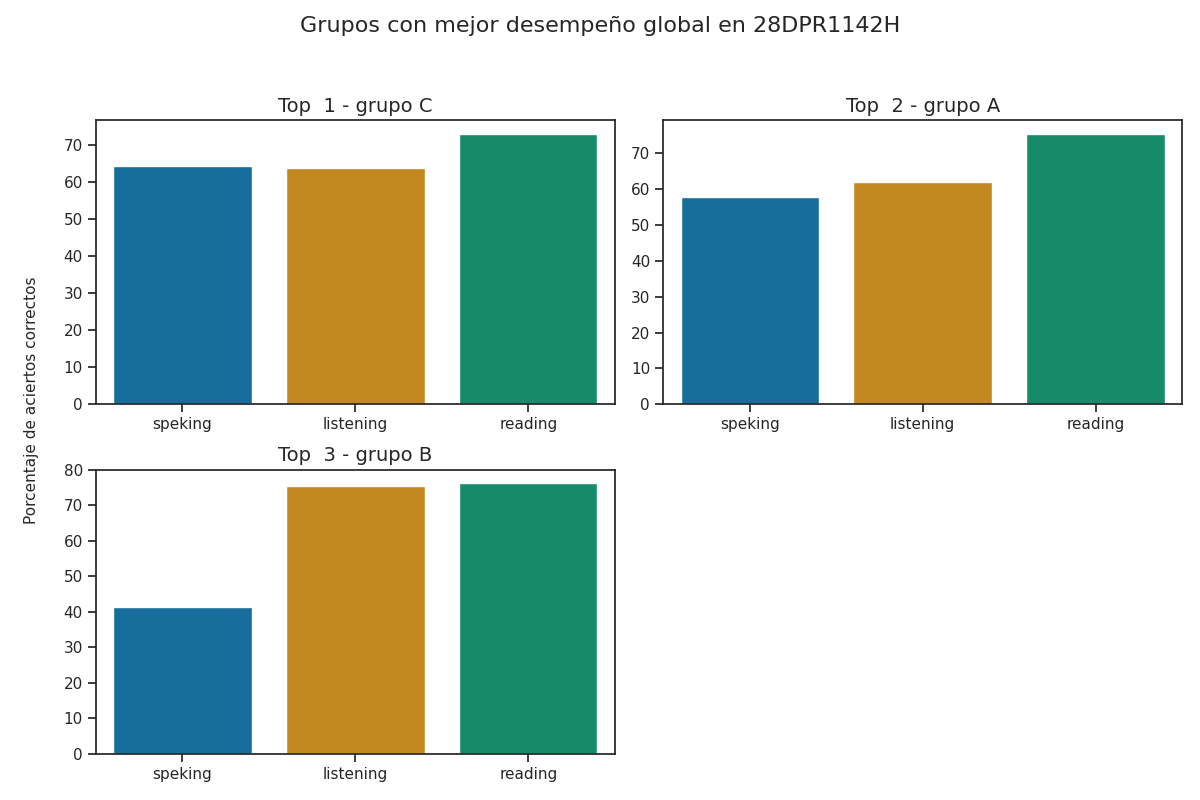 Grupos con mejor desempeño global en 28DPR1142H
Porcentaje de aciertos correctos
Top  1 - grupo C
70
60
50
40
30
20
10
0
speking
listening
reading
Top  2 - grupo A
70
60
50
40
30
20
10
0
speking
listening
reading
Top  3 - grupo B
80
70
60
50
40
30
20
10
0
speking
listening
reading